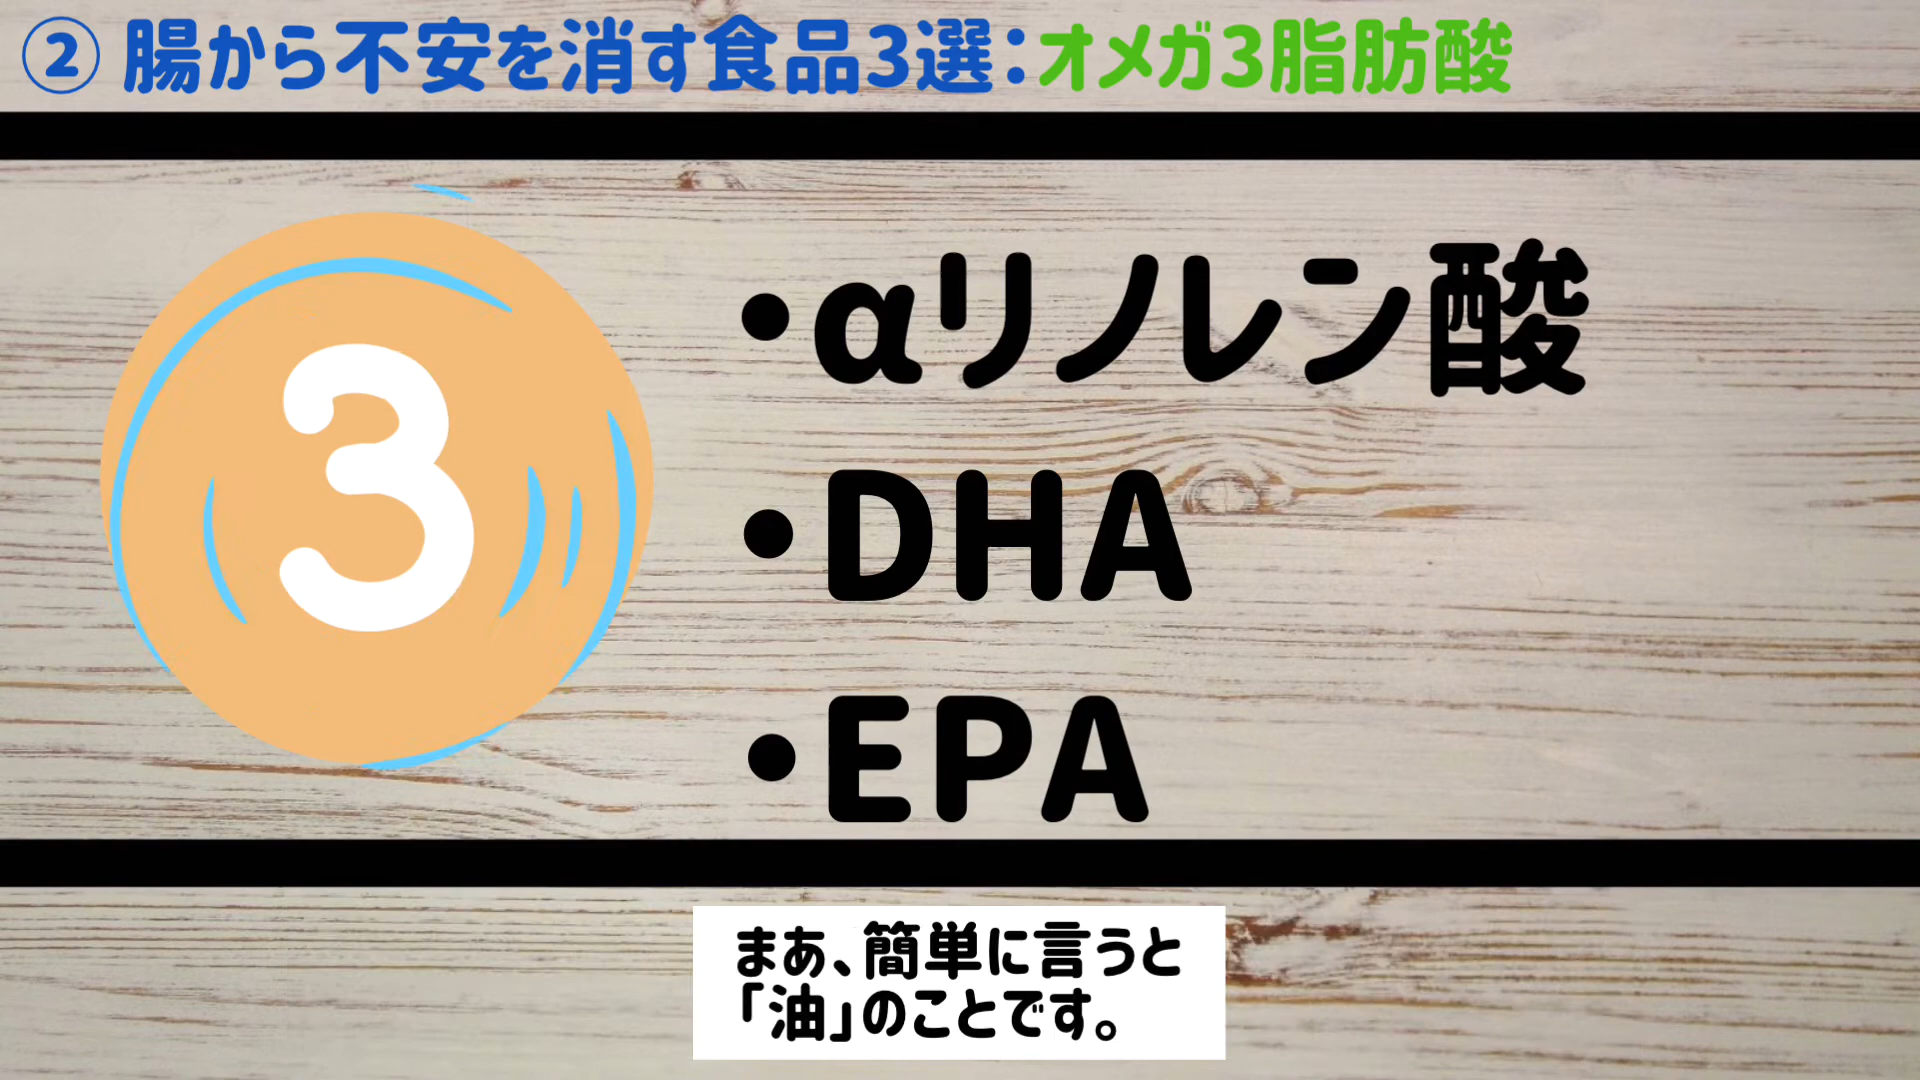 ② 腸から不安を消す食品3選：オメガ3脂肪酸
3
・αリノレン酸
・DHA
・EPA
まあ、簡単に言うと
「油」のことです。